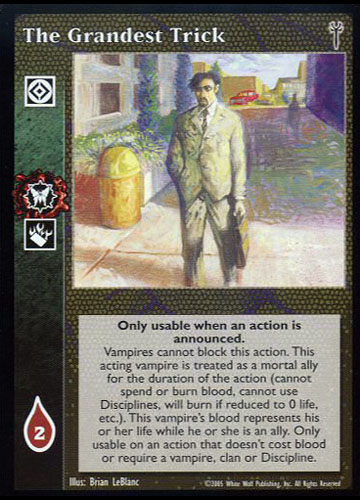 The Grandest Trick
Only usable when an action is
announced.
Vampires cannot block this action. This
acting vampire is treated as a mortal ally
for the duration of the action (cannot
spend or burn blood, cannot use
Disciplines, will burn if reduced to 0 life,
etc.). This vampire's blood represents his
or her life while he or she is an ally. Only
usable on an action that doesn't cost blood
or require a vampire, clan or Discipline.
2
Illus: Brian LeBlanc
©2005 White Wolf Publishing, Inc. All Rights Reserved